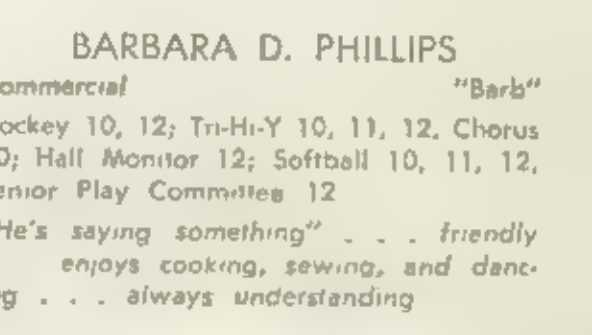 BARBARA D. PHILLIPS
ommercial "Barb"
ockey 10, 12; Tri-Hi-Y 10, 11, 12, Chorus
0; Hall Monitor 12; Softball 10, 11, 12,
enior Play Committee 12
He's saying something" . . . friendly
enjoys cooking, sewing, and danc-
g . . . always understanding